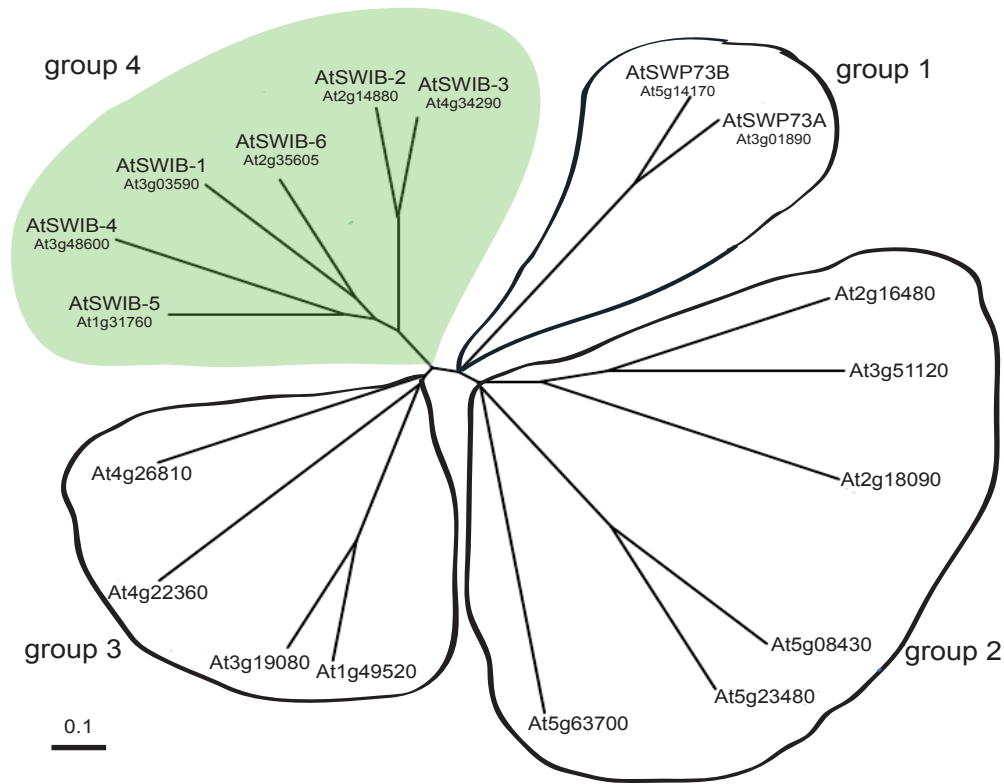 group 4
AtSWIB-2
At2g14880
AtSWIB-3
At4g34290
AtSWIB-6
At2g35605
AtSWIB-1
At3g03590
AtSWIB-4
At3g48600
AtSWIB-5
At1g31760
group 1
AtSWP73B
At5g14170
AtSWP73A
At3g01890
At2g16480
At3g51120
At2g18090
At5g08430
At5g23480
At5g63700
group 2
At4g26810
At4g22360
At3g19080
At1g49520
group 3
0.1